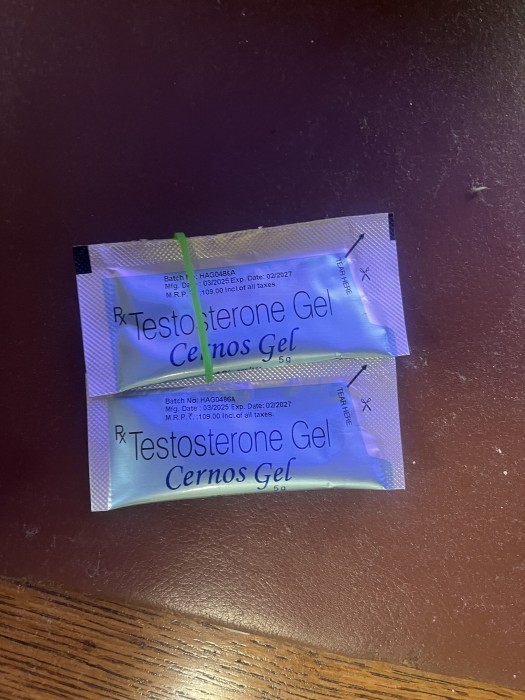 Batch No: HAG0486A
Mfg. Date : 03/2025 Exp. Date: 02/2027
M.R.P. :109.00 Incl of all taxes.
TEAR HERE
Rx Testosterone Gel
Cernos Gel
5 g
Batch No: HAG0486A
Mfg. Date : 03/2025 Exp. Date: 02/2027
M.R.P.₹ :109.00 Incl. of all taxes.
TEAR HERE
Rx Testosterone Gel
Cernos Gel
5 g